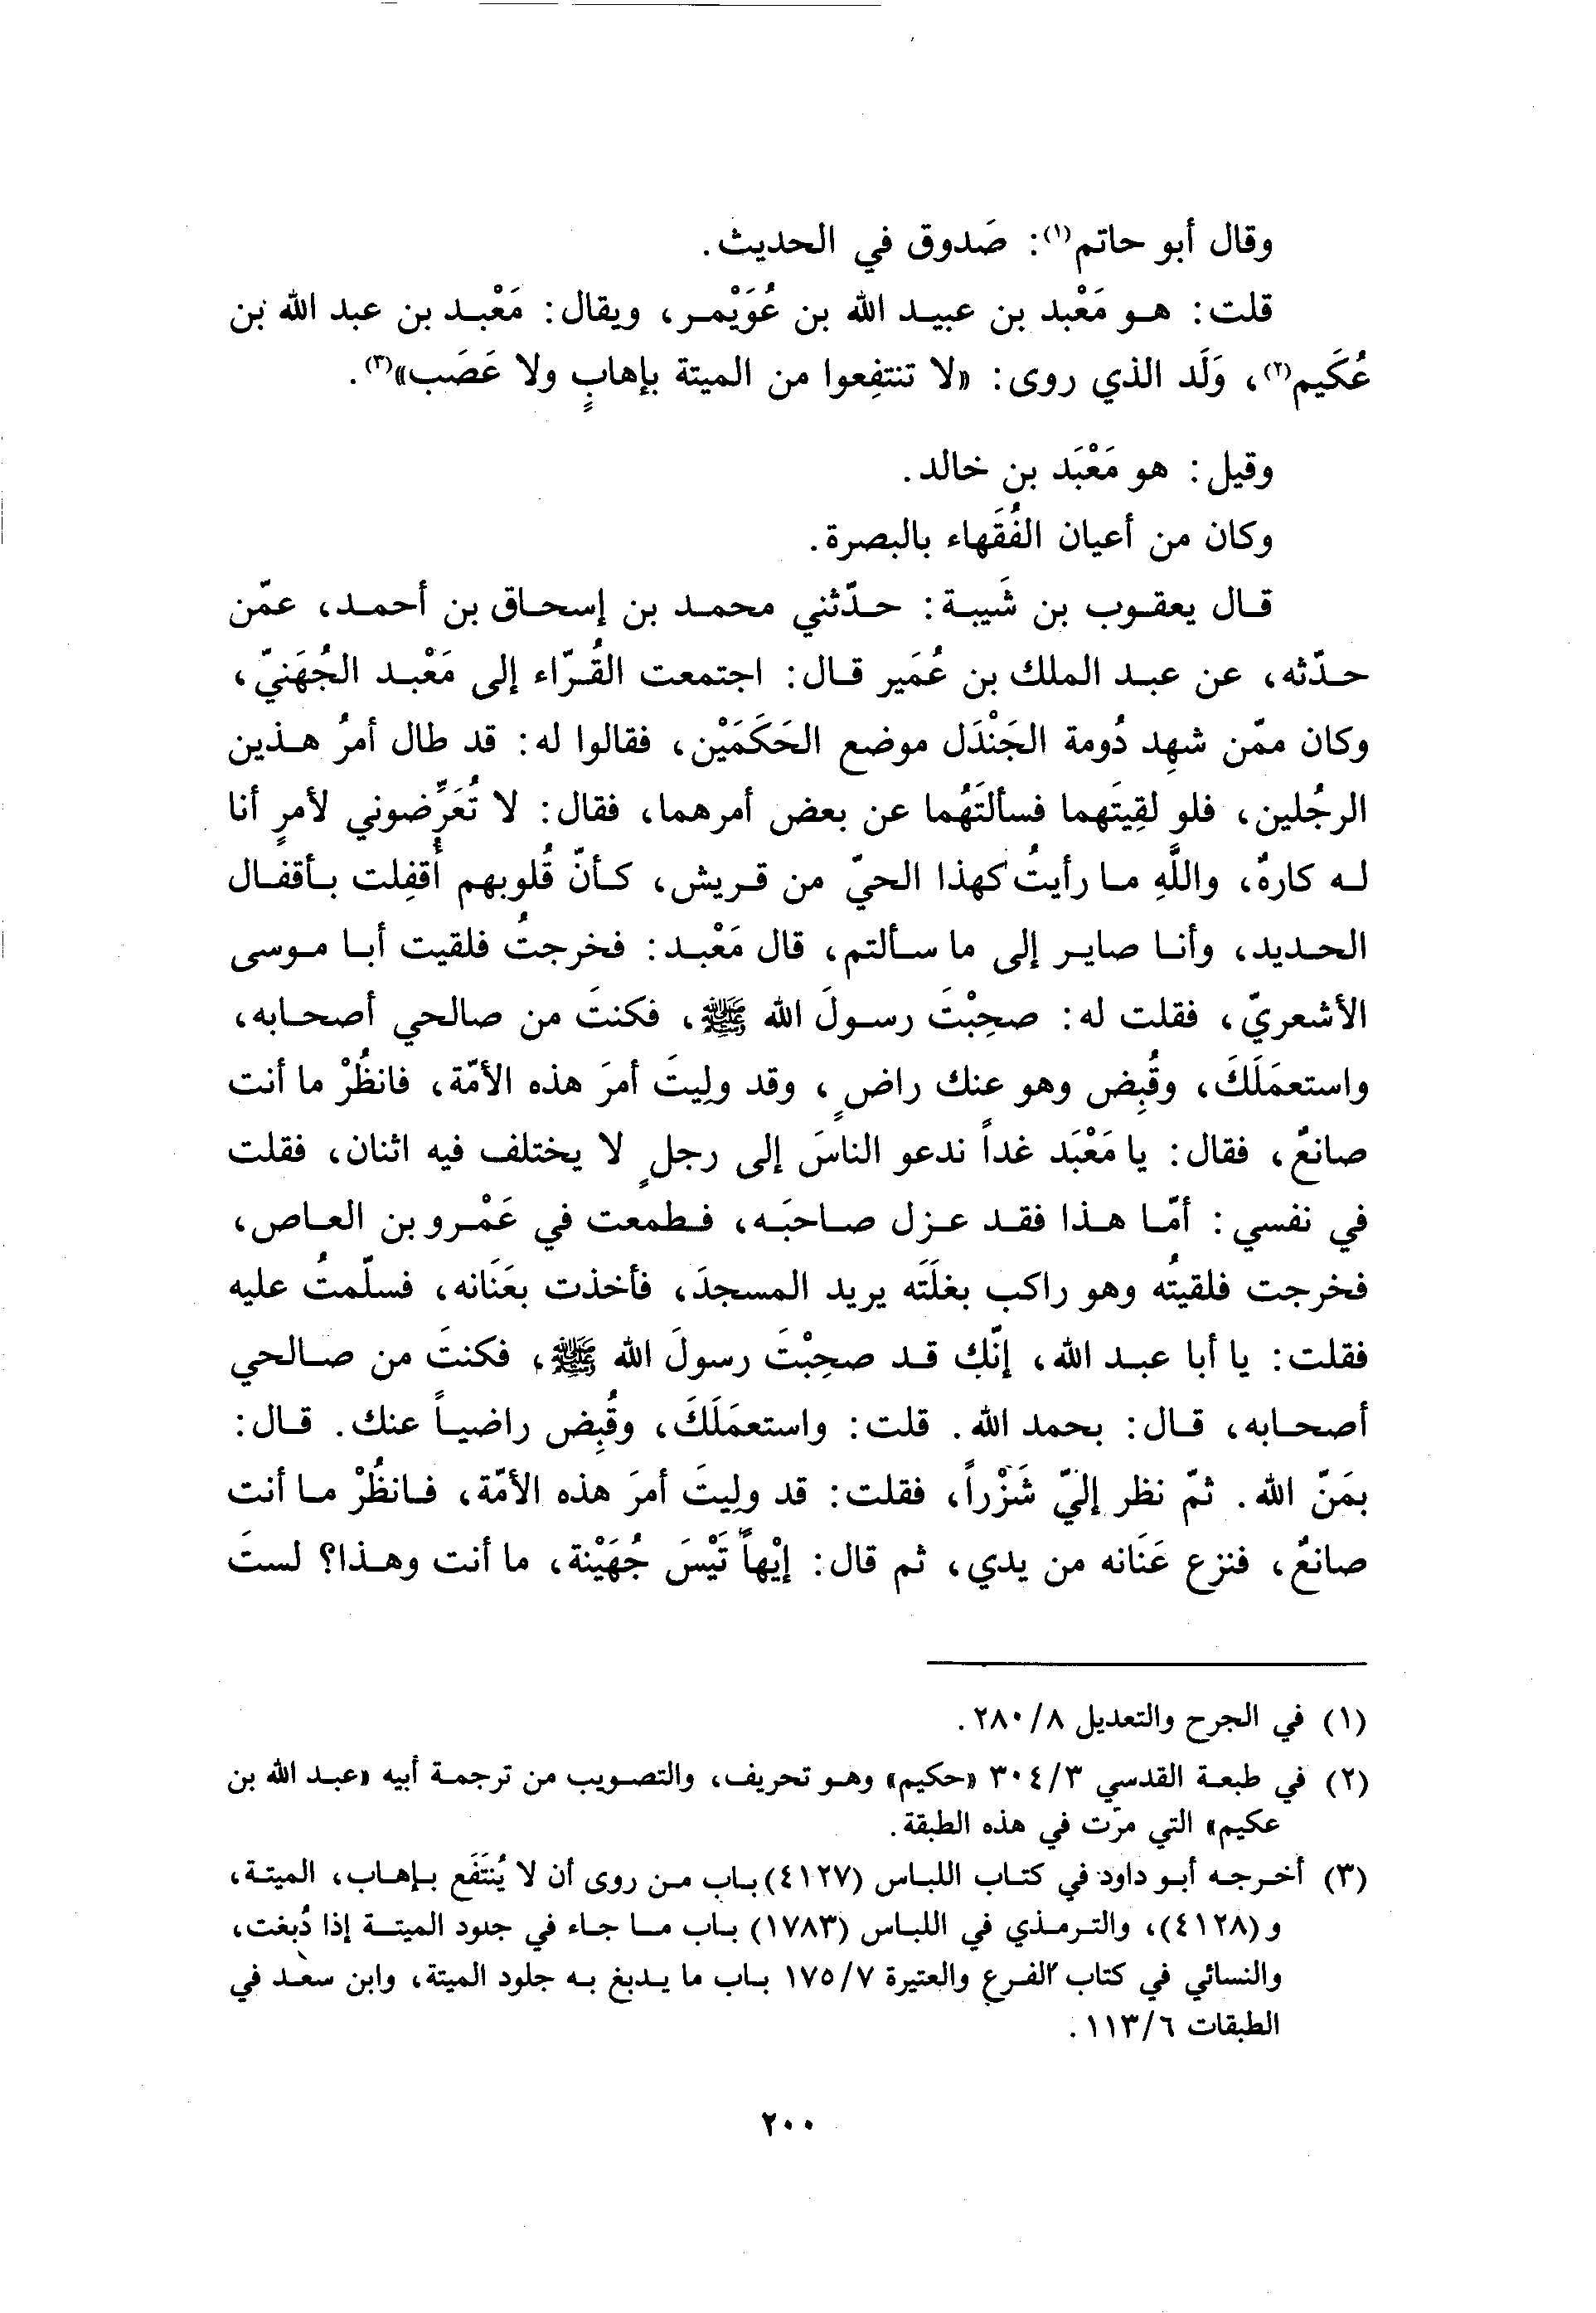 وقال أبو حاتم(١): صَدوق في الحديث.
قلت: هو مَعْبَد بن عبيد الله بن عُوَيْمر، ويقال: مَعْبَد بن عبد الله بن
عُكَيم(٢)، وَلَد الذي روى: «لا تنتفِعوا من الميتة بإهابٍ ولا عَصَب»(٣).
وقيل: هو مَعْبَد بن خالد.
وكان من أعيان الفُقَهاء بالبصرة.
قال يعقوب بن شَيبة: حدّثني محمد بن إسحاق بن أحمد، عمّن
حدّثه، عن عبد الملك بن عُمَير قال: اجتمعت القُرّاء إلى مَعْبَد الجُهَنيّ،
وكان ممّن شهِد دُومة الجَنْدَل موضع الحَكَمَيْن، فقالوا له: قد طال أمرُ هذين
الرجُلين، فلو لقِيتَهما فسألتَهُما عن بعض أمرهما، فقال: لا تُعَرِّضوني لأمرٍ أنا
له كارهٌ، واللَّهِ ما رأيتُ كهذا الحيّ من قريش، كأنّ قُلوبهم أُقفِلت بأقفال
الحديد، وأنا صاير إلى ما سألتم، قال مَعْبد: فخرجتُ فلقيت أبا موسى
الأشعريّ، فقلت له: صحِبْتَ رسولَ الله ﷺ، فكنتَ من صالحي أصحابه،
واستعمَلَكَ، وقُبِض وهو عنك راضٍ، وقد ولِيتَ أمرَ هذه الأمّة، فانظُرْ ما أنت
صانعٌ، فقال: يا مَعْبَد غداً ندعو الناسَ إلى رجلٍ لا يختلف فيه اثنان، فقلت
في نفسي: أمّا هذا فقد عزل صاحبَه، فطمعت في عَمْرو بن العاص،
فخرجت فلقيتُه وهو راكب بغلَتَه يريد المسجدَ، فأخذت بعَنَانه، فسلّمتُ عليه
فقلت: يا أبا عبد الله، إنّك قد صحِبْتَ رسولَ الله ﷺ، فكنتَ من صالحي
أصحابه، قال: بحمد الله. قلت: واستعمَلَكَ، وقُبِض راضياً عنك. قال:
بمَنّ الله. ثمّ نظر إليّ شَزْراً، فقلت: قد ولِيتَ أمرَ هذه الأمّة، فانظُرْ ما أنت
صانعٌ، فنزع عَنَانه من يدي، ثم قال: إيْهاً تَيْسَ جُهَيْنة، ما أنت وهذا؟ لستَ
(١) في الجرح والتعديل ٢٨٠/٨.
(٢) في طبعة القدسي ٣٠٤/٣ «حكيم» وهو تحريف، والتصويب من ترجمة أبيه «عبد الله بن
عكيم» التي مرّت في هذه الطبقة.
(٣) أخرجه أبو داود في كتاب اللباس (٤١٢٧) باب من روى أن لا يُنتَفَع بإهاب، الميتة،
و(٤١٢٨)، والترمذي في اللباس (١٧٨٣) باب ما جاء في جلود الميتة إذا دُبغت،
والنسائي في كتاب الفرع والعتيرة ١٧٥/٧ باب ما يدبغ به جلود الميتة، وابن سعد في
الطبقات ١١٣/٦.
٢٠٠